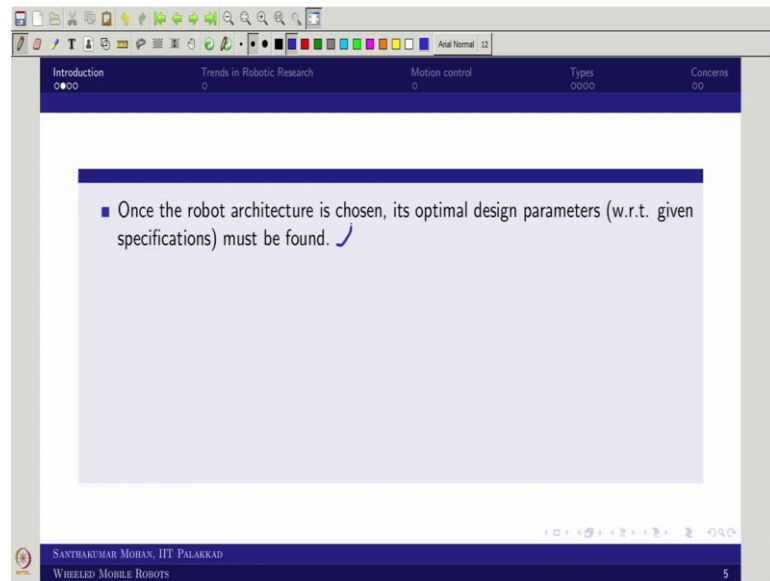 T
Arial Normal 12
Introduction Trends in Robotic Research Motion control Types Concerns
■ Once the robot architecture is chosen, its optimal design parameters (w.r.t. given
specifications) must be found.
SANTHAKUMAR MOHAN, IIT PALAKKAD
WHEELED MOBILE ROBOTS 5